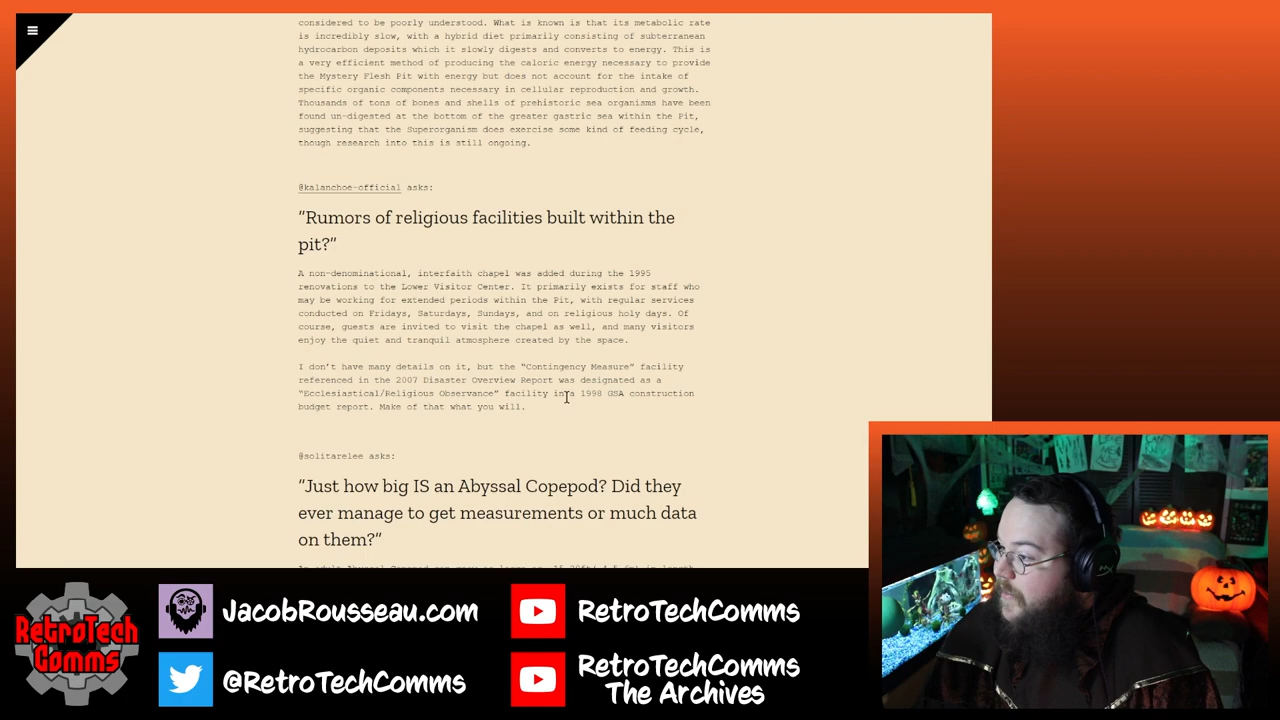 considered to be poorly understood. What is known is that its metabolic rate
is incredibly slow, with a hybrid diet primarily consisting of subterranean
hydrocarbon deposits which it slowly digests and converts to energy. This is
a very efficient method of producing the caloric energy necessary to provide
the Mystery Flesh Pit with energy but does not account for the intake of
specific organic components necessary in cellular reproduction and growth.
Thousands of tons of bones and shells of prehistoric sea organisms have been
found un-digested at the bottom of the greater gastric sea within the Pit,
suggesting that the Superorganism does exercise some kind of feeding cycle,
though research into this is still ongoing.
@kalanchoe-official asks:
"Rumors of religious facilities built within the
pit?"
A non-denominational, interfaith chapel was added during the 1995
renovations to the Lower Visitor Center. It primarily exists for staff who
may be working for extended periods within the Pit, with regular services
conducted on Fridays, Saturdays, Sundays, and on religious holy days. Of
course, guests are invited to visit the chapel as well, and many visitors
enjoy the quiet and tranquil atmosphere created by the space.
I don't have many details on it, but the "Contingency Measure" facility
referenced in the 2007 Disaster Overview Report was designated as a
"Ecclesiastical/Religious Observance" facility in a 1998 GSA construction
budget report. Make of that what you will.
@solitarelee asks:
"Just how big IS an Abyssal Copepod? Did they
ever manage to get measurements or much data
on them?"
RetroTech
Comms
JacobRousseau.com
@RetroTechComms
RetroTechComms
RetroTechComms
The Archives